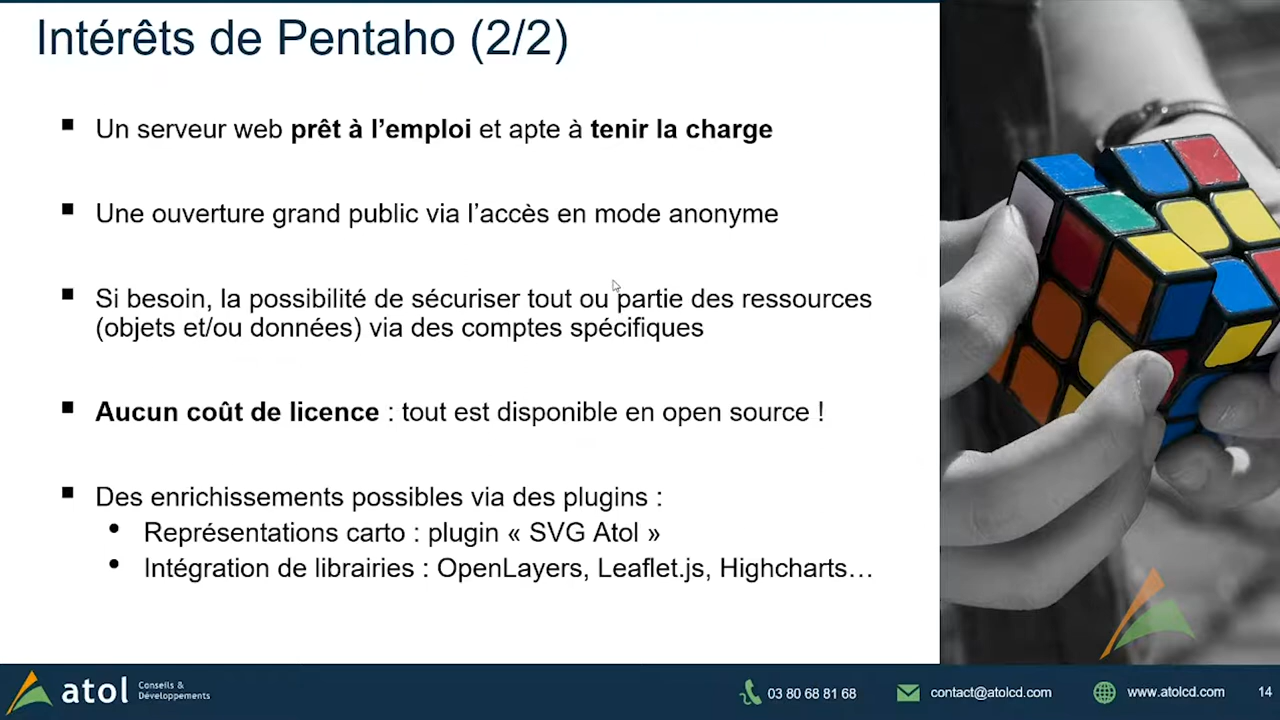 Intérêts de Pentaho (2/2)
Un serveur web prêt à l’emploi et apte à tenir la charge
Une ouverture grand public via l’accès en mode anonyme
Si besoin, la possibilité de sécuriser tout ou partie des ressources
(objets et/ou données) via des comptes spécifiques
Aucun coût de licence : tout est disponible en open source !
Des enrichissements possibles via des plugins :
Représentations carto : plugin « SVG Atol »
Intégration de librairies : OpenLayers, Leaflet.js, Highcharts…
atol Conseils &
Développements
03 80 68 81 68
contact@atolcd.com
www.atolcd.com
14